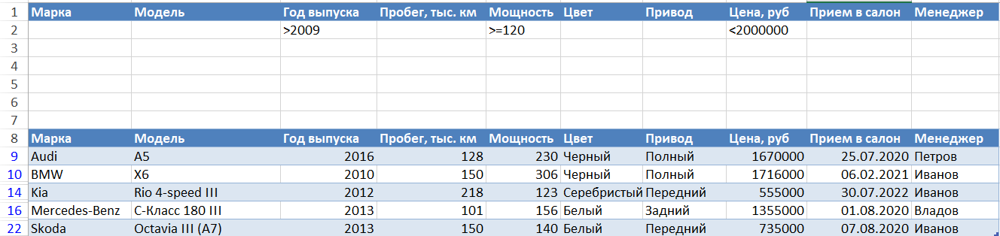 1 Марка Модель Год выпуска Пробег, тыс. км Мощность Цвет Привод Цена, руб Прием в салон Менеджер
2 >2009 >=120 <2000000
3
4
5
6
7
8 Марка Модель Год выпуска Пробег, тыс. км Мощность Цвет Привод Цена, руб Прием в салон Менеджер
9 Audi A5 2016 128 230 Черный Полный 1670000 25.07.2020 Петров
10 BMW X6 2010 150 306 Черный Полный 1716000 06.02.2021 Иванов
14 Kia Rio 4-speed III 2012 218 123 Серебристый Передний 555000 30.07.2022 Иванов
16 Mercedes-Benz С-Класс 180 III 2013 101 156 Белый Задний 1355000 01.08.2020 Владов
22 Skoda Octavia III (A7) 2013 150 140 Белый Передний 735000 07.08.2020 Иванов